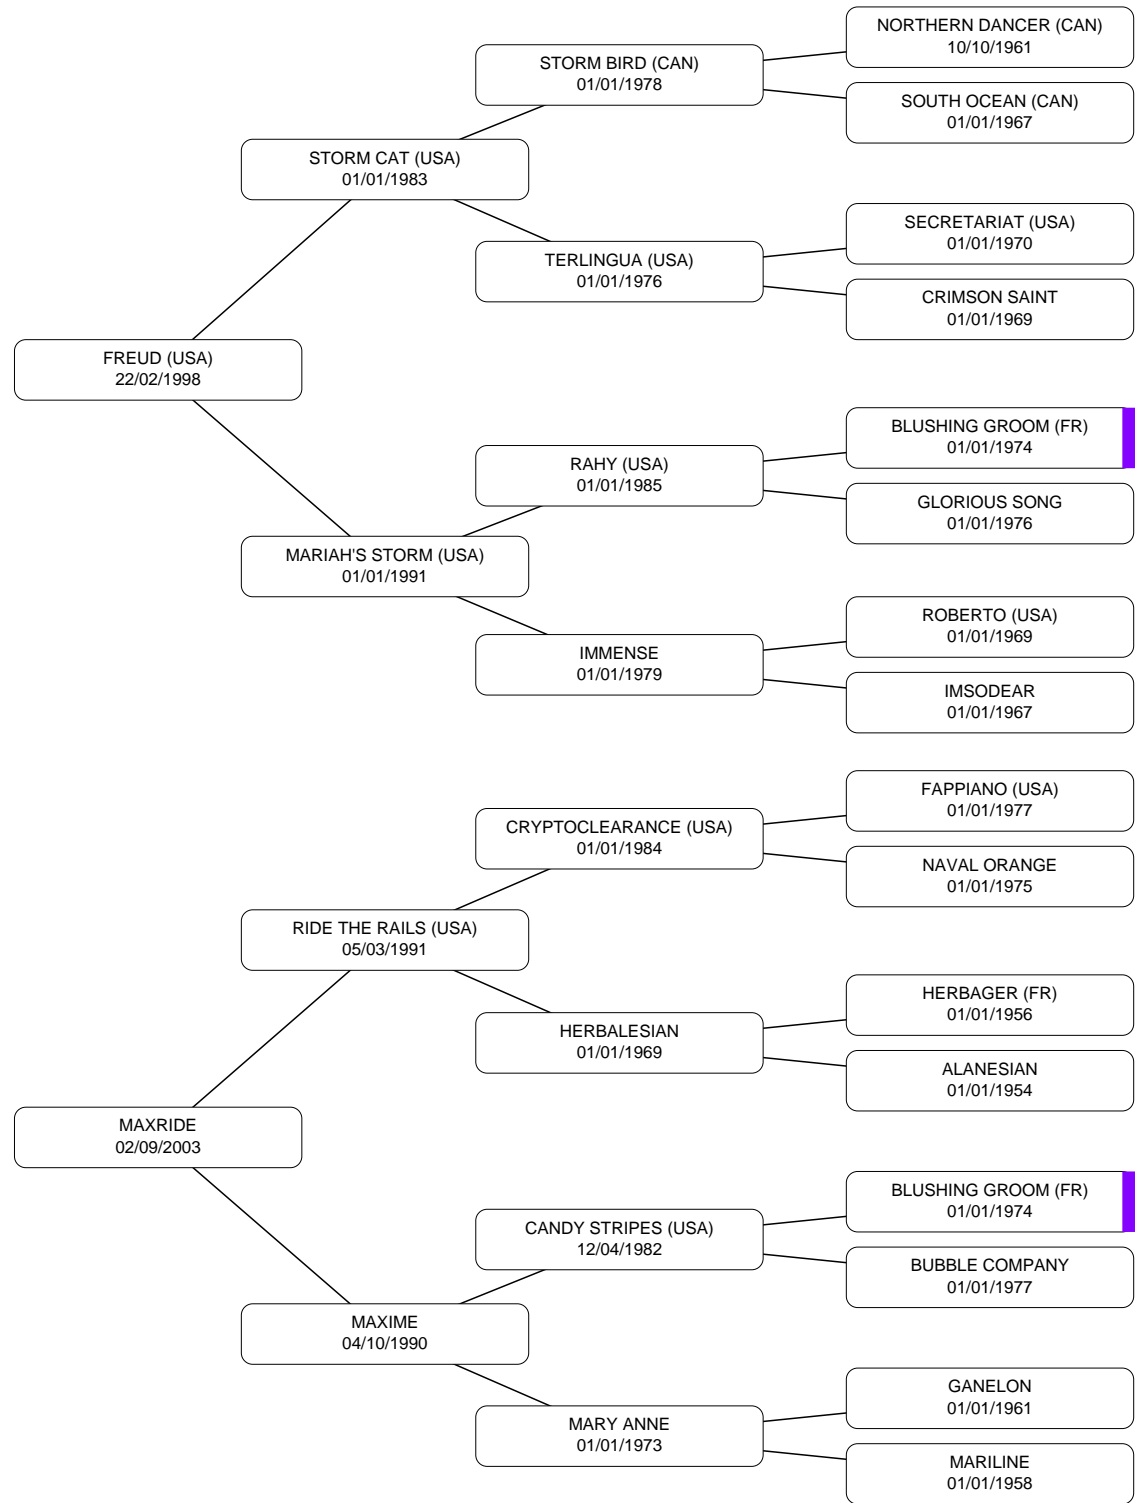 NORTHERN DANCER (CAN)
10/10/1961
STORM BIRD (CAN)
01/01/1978
SOUTH OCEAN (CAN)
01/01/1967
STORM CAT (USA)
01/01/1983
SECRETARIAT (USA)
01/01/1970
TERLINGUA (USA)
01/01/1976
CRIMSON SAINT
01/01/1969
FREUD (USA)
22/02/1998
BLUSHING GROOM (FR)
01/01/1974
RAHY (USA)
01/01/1985
GLORIOUS SONG
01/01/1976
MARIAH'S STORM (USA)
01/01/1991
ROBERTO (USA)
01/01/1969
IMMENSE
01/01/1979
IMSODEAR
01/01/1967
FAPPIANO (USA)
01/01/1977
CRYPTOCLEARANCE (USA)
01/01/1984
NAVAL ORANGE
01/01/1975
RIDE THE RAILS (USA)
05/03/1991
HERBAGER (FR)
01/01/1956
HERBALESIAN
01/01/1969
ALANESIAN
01/01/1954
MAXRIDE
02/09/2003
BLUSHING GROOM (FR)
01/01/1974
CANDY STRIPES (USA)
12/04/1982
BUBBLE COMPANY
01/01/1977
MAXIME
04/10/1990
GANELON
01/01/1961
MARY ANNE
01/01/1973
MARILINE
01/01/1958